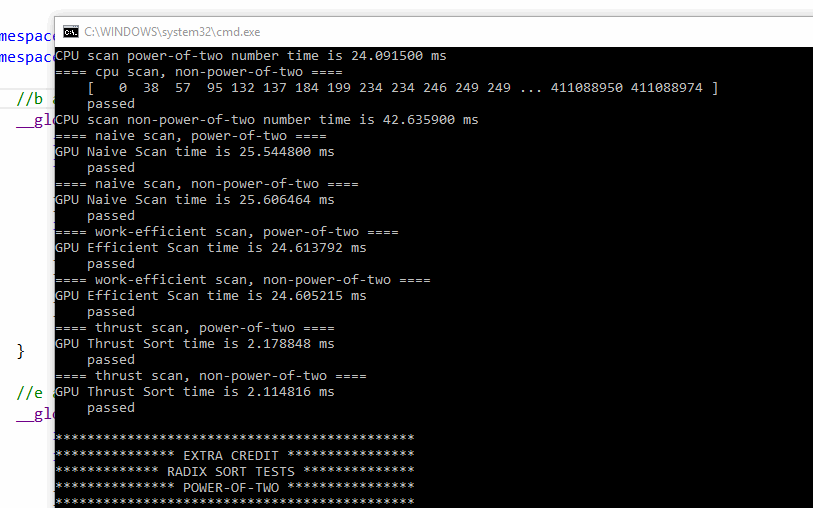 C:\WINDOWS\system32\cmd.exe
mespace
mespace
//b
__glo
}
//e
__glo
CPU scan power-of-two number time is 24.091500 ms
==== cpu scan, non-power-of-two ====
    [   0  38  57  95 132 137 184 199 234 234 246 249 249 ... 411088950 411088974 ]
    passed
CPU scan non-power-of-two number time is 42.635900 ms
==== naive scan, power-of-two ====
GPU Naive Scan time is 25.544800 ms
    passed
==== naive scan, non-power-of-two ====
GPU Naive Scan time is 25.606464 ms
    passed
==== work-efficient scan, power-of-two ====
GPU Efficient Scan time is 24.613792 ms
    passed
==== work-efficient scan, non-power-of-two ====
GPU Efficient Scan time is 24.605215 ms
    passed
==== thrust scan, power-of-two ====
GPU Thrust Sort time is 2.178848 ms
    passed
==== thrust scan, non-power-of-two ====
GPU Thrust Sort time is 2.114816 ms
    passed
*********************************************
*************** EXTRA CREDIT ****************
************* RADIX SORT TESTS **************
*************** POWER-OF-TWO ****************
*********************************************